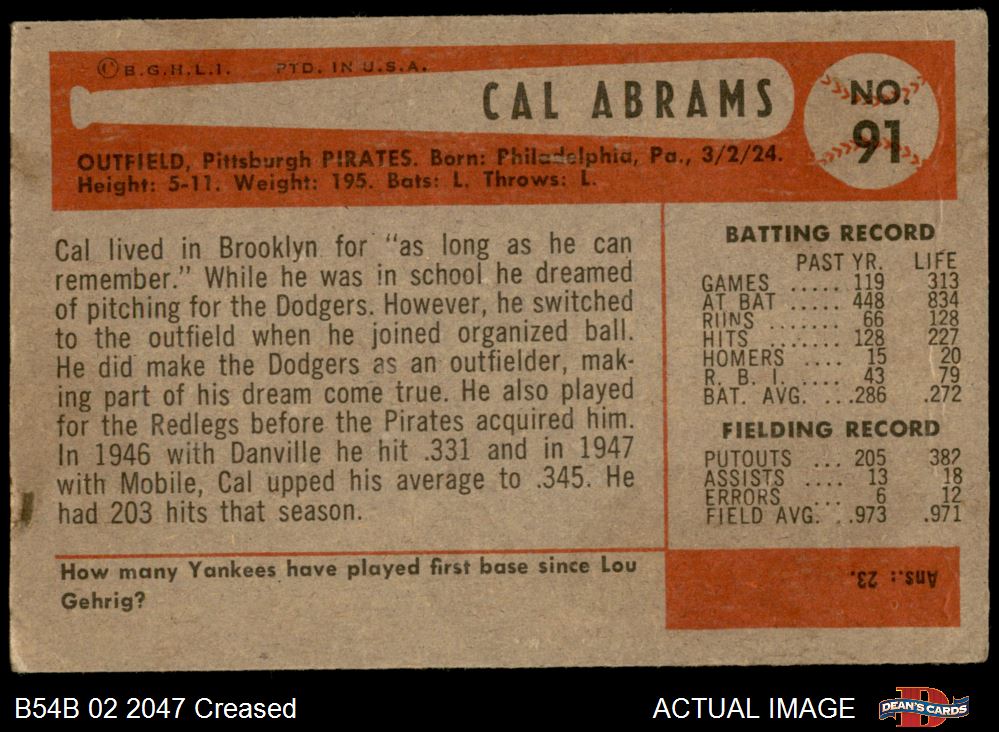 © B.G.H.L.I. PTD. IN U.S.A.
CAL ABRAMS
NO.
91
OUTFIELD, Pittsburgh PIRATES. Born: Philadelphia, Pa., 3/2/24.
Height: 5-11. Weight: 195. Bats: L. Throws: L.
Cal lived in Brooklyn for "as long as he can
remember." While he was in school he dreamed
of pitching for the Dodgers. However, he switched
to the outfield when he joined organized ball.
He did make the Dodgers as an outfielder, mak-
ing part of his dream come true. He also played
for the Redlegs before the Pirates acquired him.
In 1946 with Danville he hit .331 and in 1947
with Mobile, Cal upped his average to .345. He
had 203 hits that season.
BATTING RECORD
PAST YR. LIFE
GAMES ..... 119 313
AT BAT ..... 448 834
RUNS ....... 66 128
HITS ....... 128 227
HOMERS .... 15 20
R. B. I. .... 43 79
BAT. AVG. ... .286 .272
FIELDING RECORD
PUTOUTS ... 205 382
ASSISTS .... 13 18
ERRORS ... 6 12
FIELD AVG. . .973 .971
How many Yankees have played first base since Lou
Gehrig?
Ans.: 23.
B54B 02 2047 Creased
ACTUAL IMAGE
D
DEAN'S CARDS